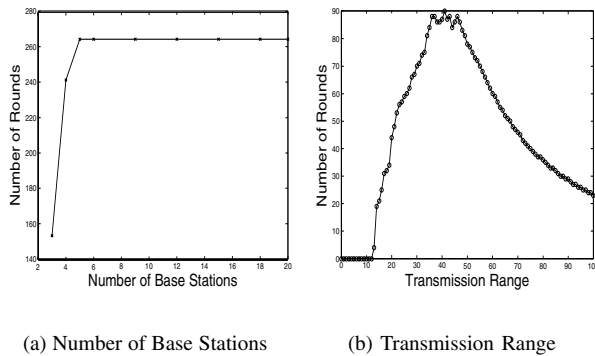 280
260
240
220
200
180
160
140
Number of Rounds
2 4 6 8 10 12 14 16 18 20
Number of Base Stations
(a) Number of Base Stations
90
80
70
60
50
40
30
20
10
0
Number of Rounds
0 10 20 30 40 50 60 70 80 90 100
Transmission Range
(b) Transmission Range